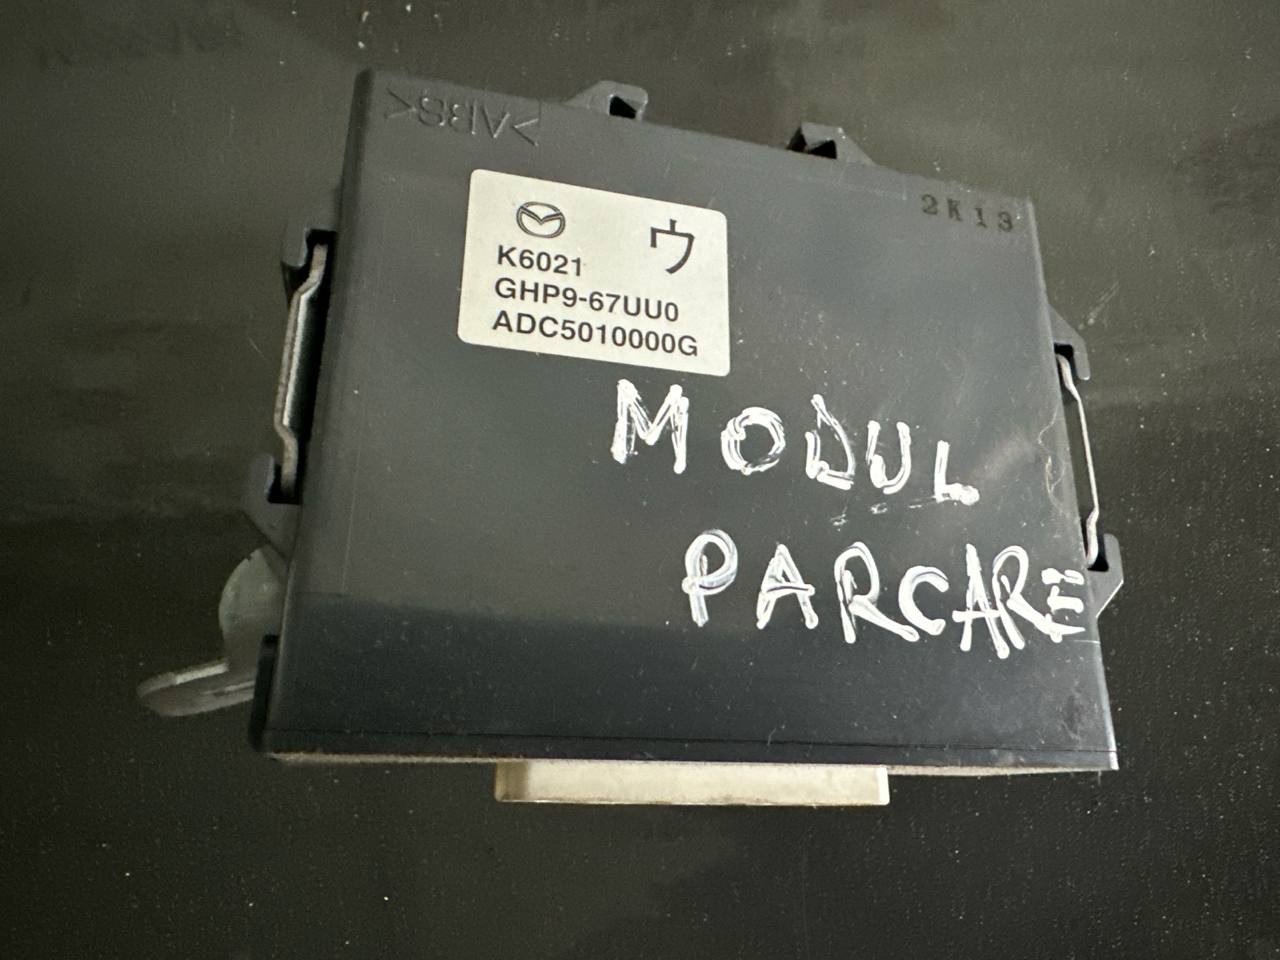 >ABS<
2K13
ウ
K6021
GHP9-67UU0
ADC5010000G
MODUL
PARCARE